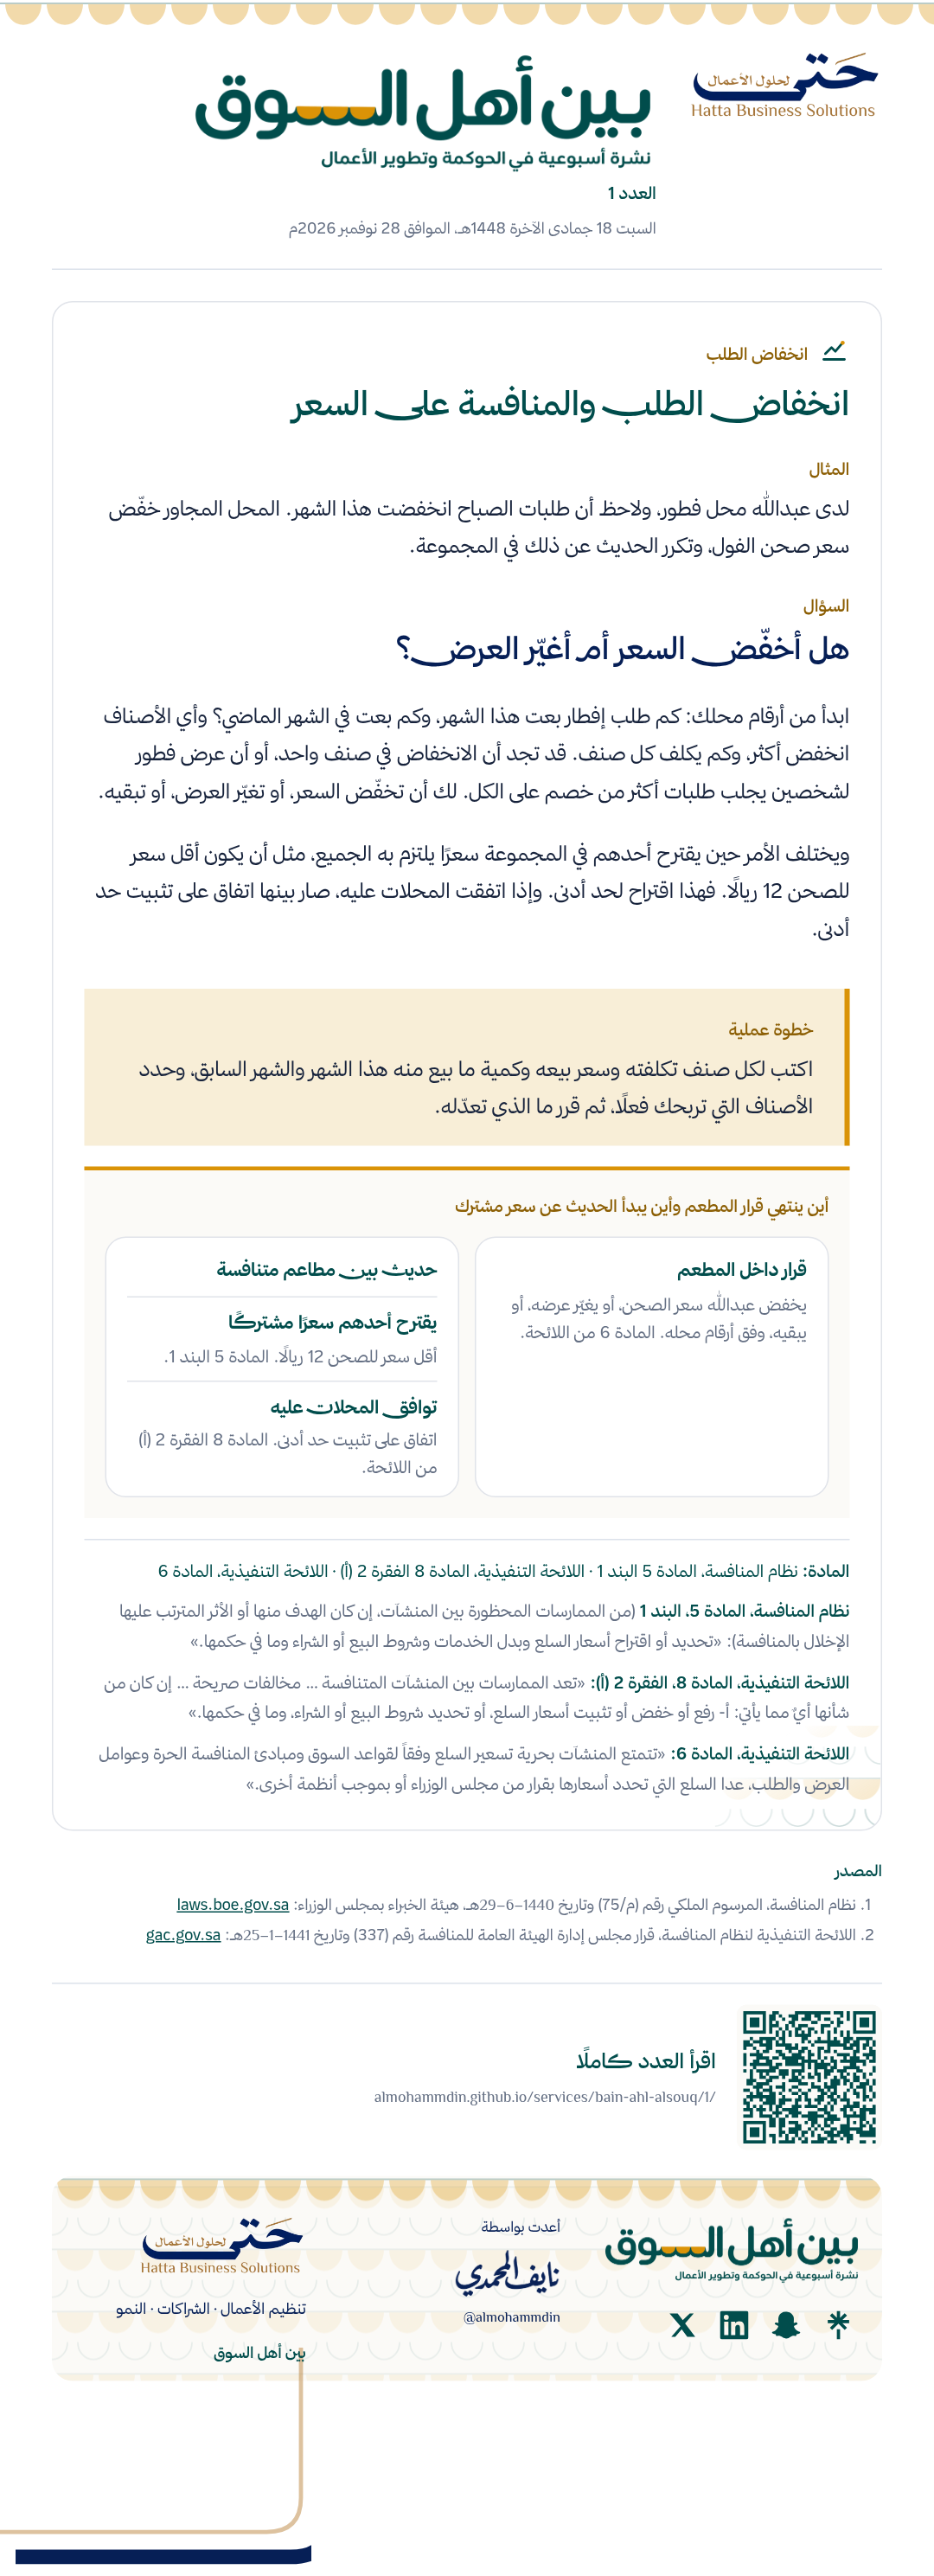 حَتى لحلول الأعمال
Hatta Business Solutions
بين أهل السوق
نشرة أسبوعية في الحوكمة وتطوير الأعمال
العدد 1
السبت 18 جمادى الآخرة 1448هـ، الموافق 28 نوفمبر 2026م
انخفاض الطلب
انخفاض الطلب والمنافسة على السعر
المثال
لدى عبدالله محل فطور، ولاحظ أن طلبات الصباح انخفضت هذا الشهر. المحل المجاور خفّض
سعر صحن الفول، وتكرر الحديث عن ذلك في المجموعة.
السؤال
هل أخفّض السعر أم أغيّر العرض؟
ابدأ من أرقام محلك: كم طلب إفطار بعت هذا الشهر، وكم بعت في الشهر الماضي؟ وأي الأصناف
انخفض أكثر، وكم يكلف كل صنف. قد تجد أن الانخفاض في صنف واحد، أو أن عرض فطور
لشخصين يجلب طلبات أكثر من خصم على الكل. لك أن تخفّض السعر، أو تغيّر العرض، أو تبقيه.
ويختلف الأمر حين يقترح أحدهم في المجموعة سعرًا يلتزم به الجميع، مثل أن يكون أقل سعر
للصحن 12 ريالًا. فهذا اقتراح لحد أدنى. وإذا اتفقت المحلات عليه، صار بينها اتفاق على تثبيت حد
أدنى.
خطوة عملية
اكتب لكل صنف تكلفته وسعر بيعه وكمية ما بيع منه هذا الشهر والشهر السابق، وحدد
الأصناف التي تربحك فعلًا، ثم قرر ما الذي تعدّله.
أين ينتهي قرار المطعم وأين يبدأ الحديث عن سعر مشترك
قرار داخل المطعم
يخفض عبدالله سعر الصحن، أو يغيّر عرضه، أو
يبقيه، وفق أرقام محله. المادة 6 من اللائحة.
حديث بين مطاعم متنافسة
يقترح أحدهم سعرًا مشتركًا
أقل سعر للصحن 12 ريالًا. المادة 5 البند 1.
توافق المحلات عليه
اتفاق على تثبيت حد أدنى. المادة 8 الفقرة 2 (أ)
من اللائحة.
المادة: نظام المنافسة، المادة 5 البند 1 · اللائحة التنفيذية، المادة 8 الفقرة 2 (أ) · اللائحة التنفيذية، المادة 6
نظام المنافسة، المادة 5، البند 1 (من الممارسات المحظورة بين المنشآت، إن كان الهدف منها أو الأثر المترتب عليها
الإخلال بالمنافسة): «تحديد أو اقتراح أسعار السلع وبدل الخدمات وشروط البيع أو الشراء وما في حكمها.»
اللائحة التنفيذية، المادة 8، الفقرة 2 (أ): «تعد الممارسات بين المنشآت المتنافسة ... مخالفات صريحة ... إن كان من
شأنها أيٌ مما يأتي: أ- رفع أو خفض أو تثبيت أسعار السلع، أو تحديد شروط البيع أو الشراء، وما في حكمها.»
اللائحة التنفيذية، المادة 6: «تتمتع المنشآت بحرية تسعير السلع وفقاً لقواعد السوق ومبادئ المنافسة الحرة وعوامل
العرض والطلب، عدا السلع التي تحدد أسعارها بقرار من مجلس الوزراء أو بموجب أنظمة أخرى.»
المصدر
1. نظام المنافسة، المرسوم الملكي رقم (م/75) وتاريخ 1440-6-29هـ، هيئة الخبراء بمجلس الوزراء: laws.boe.gov.sa
2. اللائحة التنفيذية لنظام المنافسة، قرار مجلس إدارة الهيئة العامة للمنافسة رقم (337) وتاريخ 1441-1-25هـ: gac.gov.sa
اقرأ العدد كاملًا
almohammdin.github.io/services/bain-ahl-alsouq/1/
بين أهل السوق
نشرة أسبوعية في الحوكمة وتطوير الأعمال
أعدت بواسطة
نايف المحمدي
@almohammdin
حَتى لحلول الأعمال
Hatta Business Solutions
تنظيم الأعمال · الشراكات · النمو
بين أهل السوق